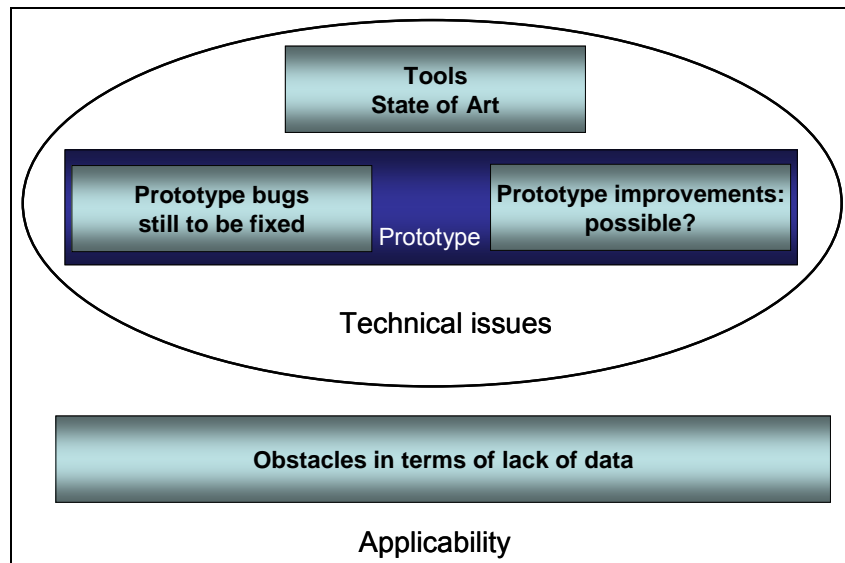 Tools
State of Art
Prototype bugs
still to be fixed
Prototype
Prototype improvements:
possible?
Technical issues
Obstacles in terms of lack of data
Applicability